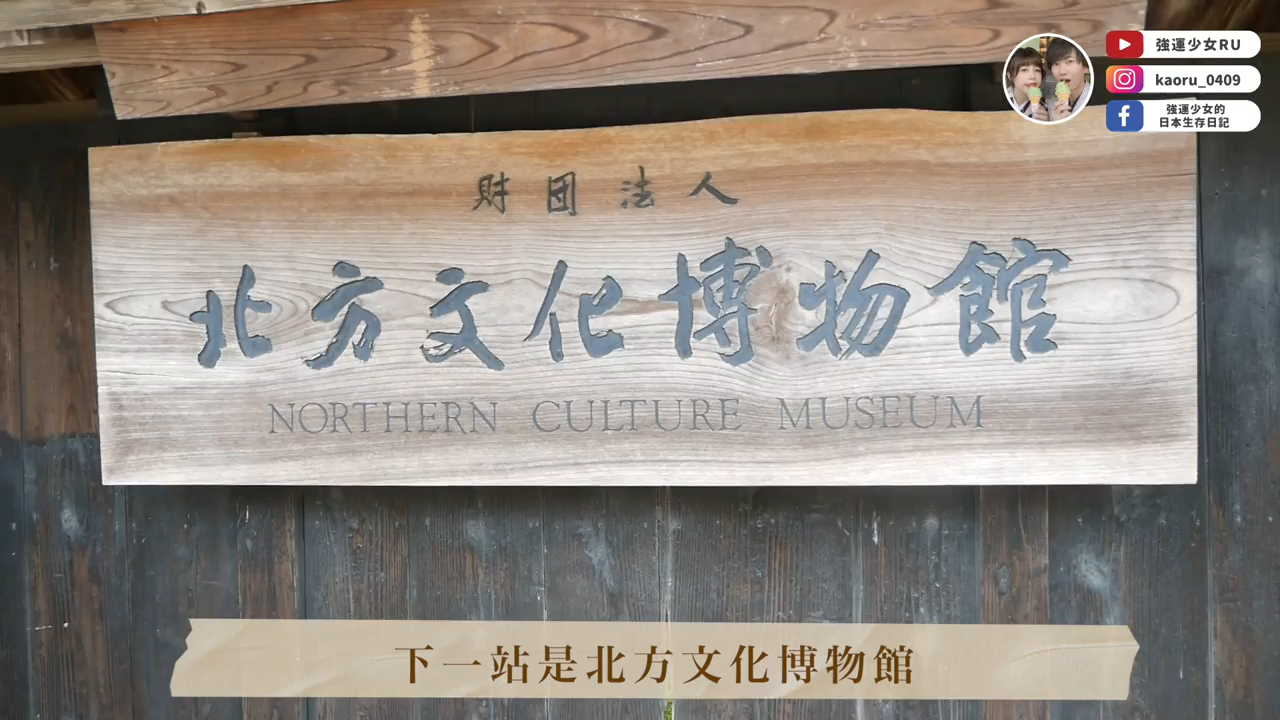 強運少女RU
kaoru_0409
強運少女的
日本生存日記
財団法人
北方文化博物館
NORTHERN CULTURE MUSEUM
下一站是北方文化博物館